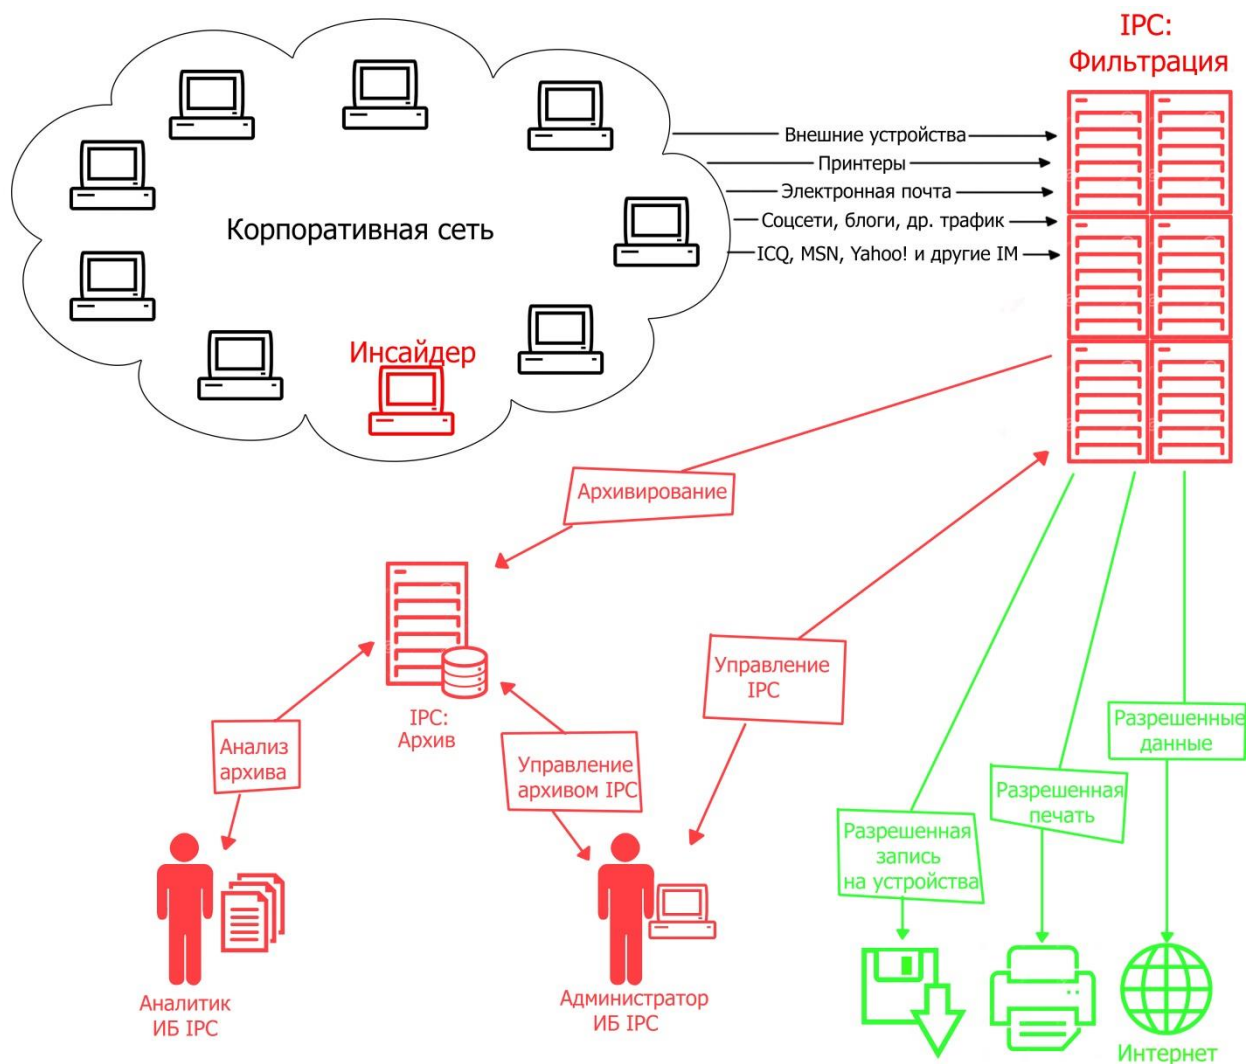 IPC:
Фильтрация
Внешние устройства
Принтеры
Электронная почта
Соцсети, блоги, др. трафик
ICQ, MSN, Yahoo! и другие IM
Корпоративная сеть
Инсайдер
Архивирование
Управление
IPC
IPC:
Архив
Анализ
архива
Управление
архивом IPC
Разрешенные
данные
Разрешенная
печать
Разрешенная
запись
на устройства
Аналитик
ИБ IPC
Администратор
ИБ IPC
Интернет